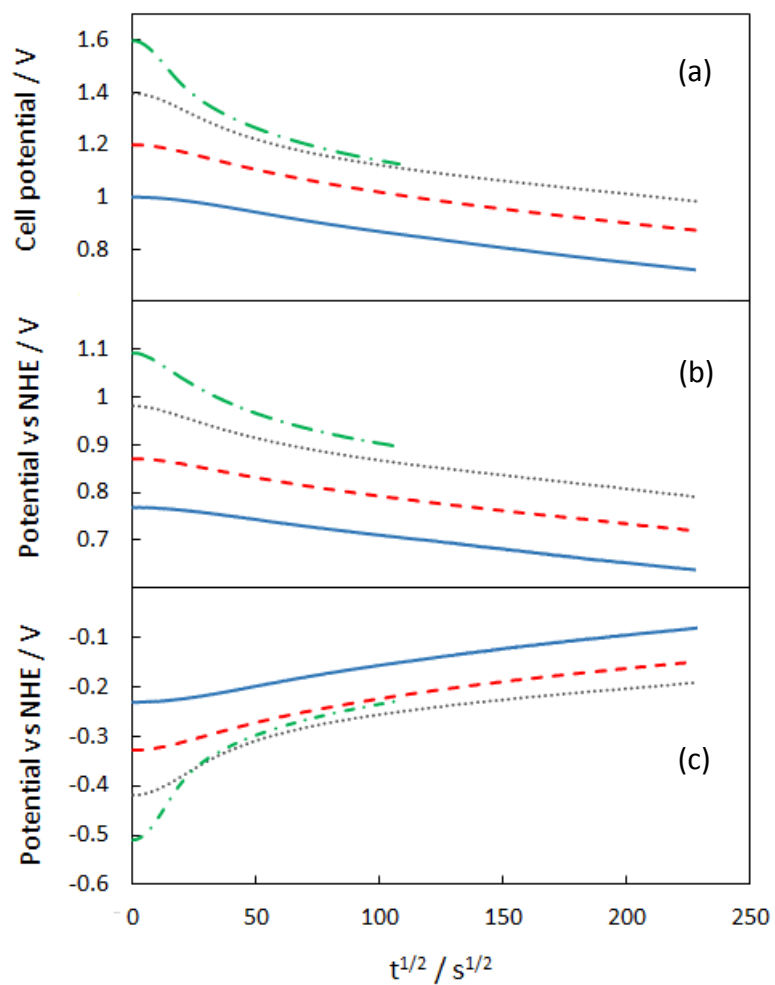 Cell potential / V
1.6
1.4
1.2
1
0.8
(a)
Potential vs NHE / V
1.1
1
0.9
0.8
0.7
(b)
Potential vs NHE / V
-0.1
-0.2
-0.3
-0.4
-0.5
-0.6
(c)
0 50 100 150 200 250
t^1/2 / s^1/2